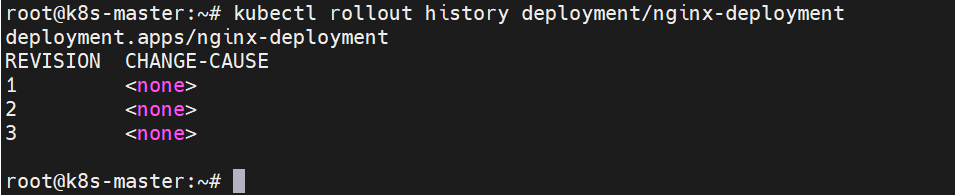 root@k8s-master:~# kubectl rollout history deployment/nginx-deployment
deployment.apps/nginx-deployment
REVISION  CHANGE-CAUSE
1         <none>
2         <none>
3         <none>
root@k8s-master:~#